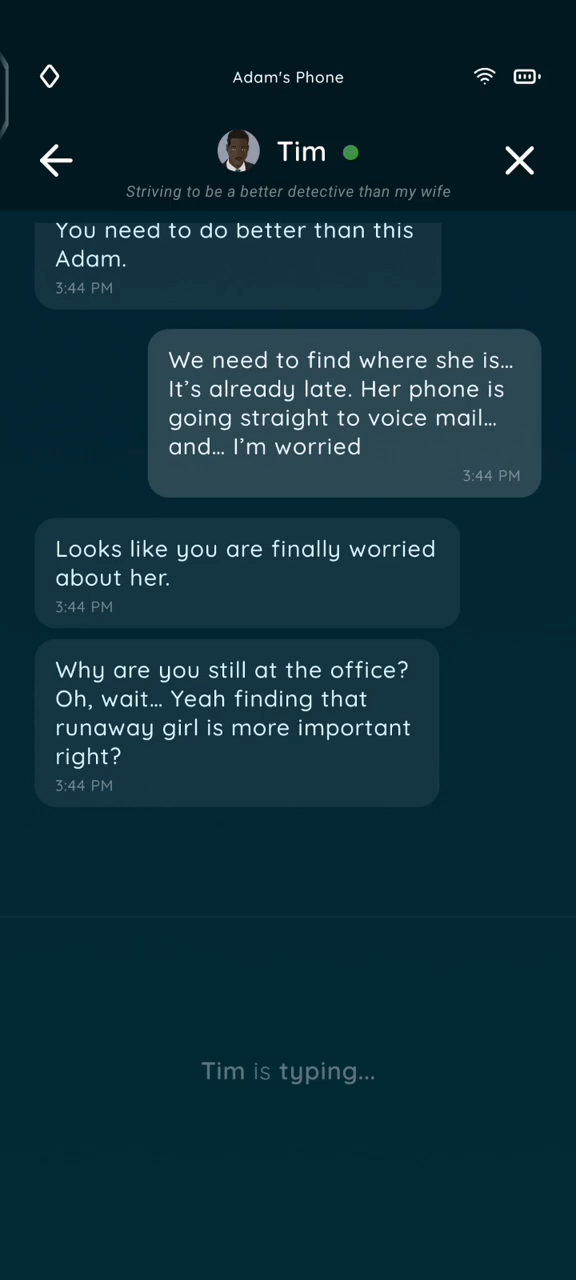 Adam's Phone
Tim
Striving to be a better detective than my wife
You need to do better than this
Adam.
3:44 PM
We need to find where she is...
It’s already late. Her phone is
going straight to voice mail...
and... I’m worried
3:44 PM
Looks like you are finally worried
about her.
3:44 PM
Why are you still at the office?
Oh, wait... Yeah finding that
runaway girl is more important
right?
3:44 PM
Tim is typing...